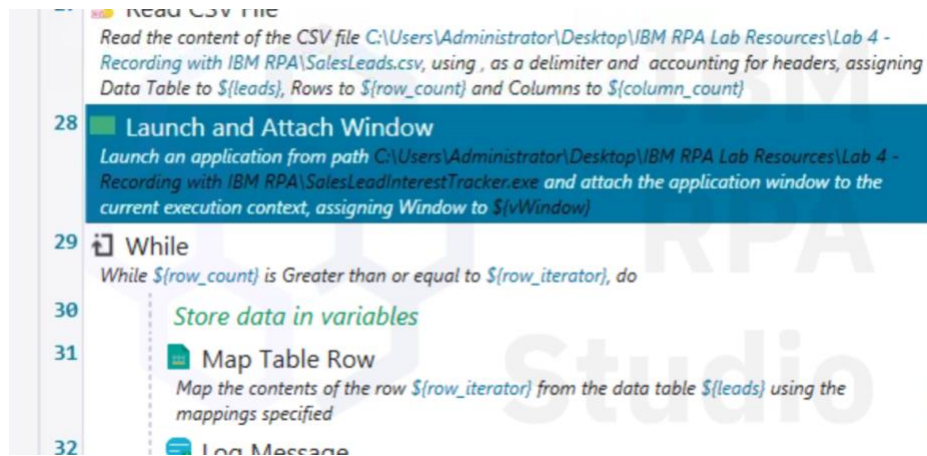 Read CSV File
Read the content of the CSV file C:\Users\Administrator\Desktop\IBM RPA Lab Resources\Lab 4 -
Recording with IBM RPA\SalesLeads.csv, using , as a delimiter and accounting for headers, assigning
Data Table to ${leads}, Rows to ${row_count} and Columns to ${column_count}
28 Launch and Attach Window
Launch an application from path C:\Users\Administrator\Desktop\IBM RPA Lab Resources\Lab 4 -
Recording with IBM RPA\SalesLeadInterestTracker.exe and attach the application window to the
current execution context, assigning Window to ${vWindow}
29 While
While ${row_count} is Greater than or equal to ${row_iterator}, do
30 Store data in variables
31 Map Table Row
Map the contents of the row ${row_iterator} from the data table ${leads} using the
mappings specified
32 Log Message
IBM
RPA
Studio